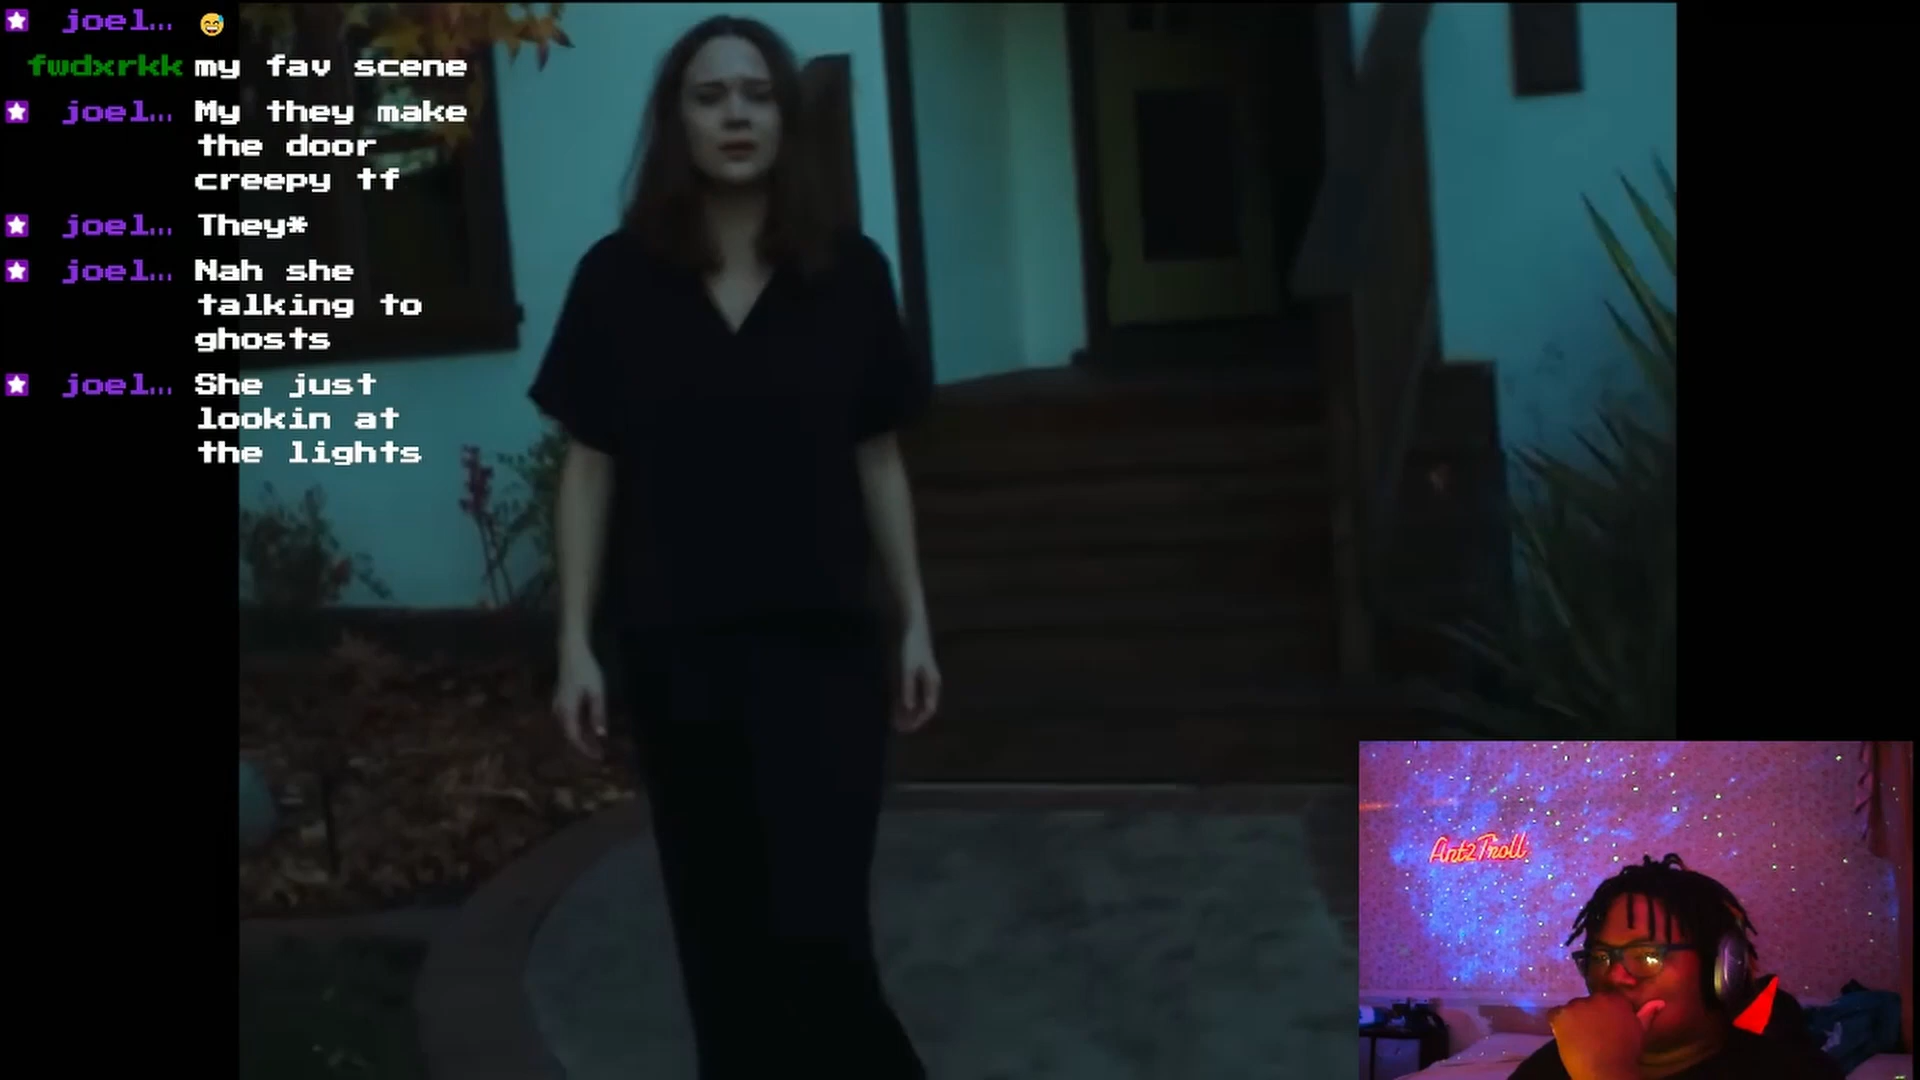 joel... 😅
fwdxrkk my fav scene
joel... My they make
the door
creepy tf
joel... They*
joel... Nah she
talking to
ghosts
joel... She just
lookin at
the lights
Ant2Troll